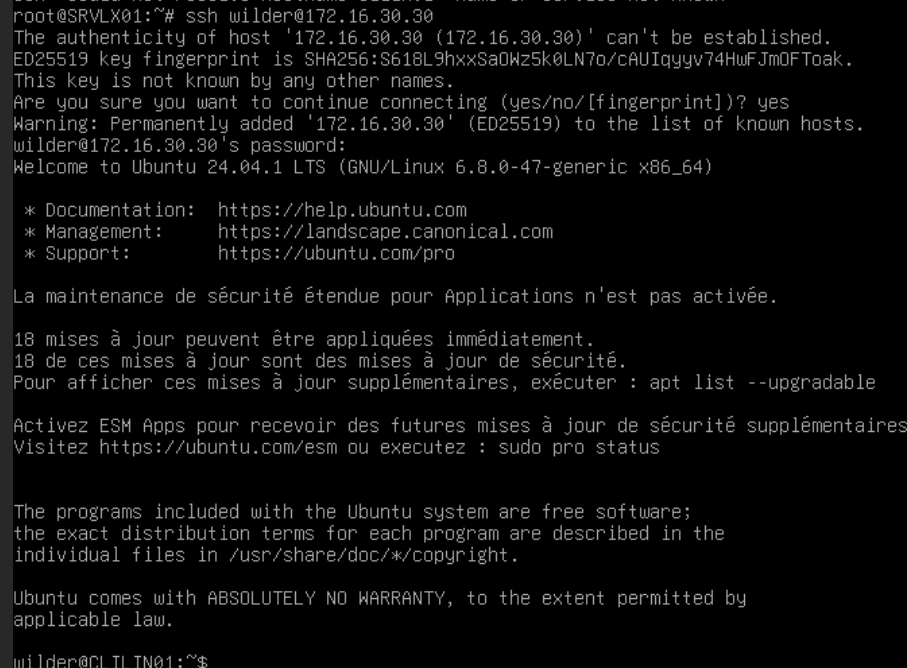 root@SRVLX01:~# ssh wilder@172.16.30.30
The authenticity of host '172.16.30.30 (172.16.30.30)' can't be established.
ED25519 key fingerprint is SHA256:S618L9hxxSaOWz5k0LN7o/cAUIqyyv74HwFJmOFToak.
This key is not known by any other names.
Are you sure you want to continue connecting (yes/no/[fingerprint])? yes
Warning: Permanently added '172.16.30.30' (ED25519) to the list of known hosts.
wilder@172.16.30.30's password:
Welcome to Ubuntu 24.04.1 LTS (GNU/Linux 6.8.0-47-generic x86_64)
* Documentation: https://help.ubuntu.com
* Management: https://landscape.canonical.com
* Support: https://ubuntu.com/pro
La maintenance de sécurité étendue pour Applications n'est pas activée.
18 mises à jour peuvent être appliquées immédiatement.
18 de ces mises à jour sont des mises à jour de sécurité.
Pour afficher ces mises à jour supplémentaires, exécuter : apt list --upgradable
Activez ESM Apps pour recevoir des futures mises à jour de sécurité supplémentaires
Visitez https://ubuntu.com/esm ou executez : sudo pro status
The programs included with the Ubuntu system are free software;
the exact distribution terms for each program are described in the
individual files in /usr/share/doc/*/copyright.
Ubuntu comes with ABSOLUTELY NO WARRANTY, to the extent permitted by
applicable law.
wilder@CLILIN01:~$